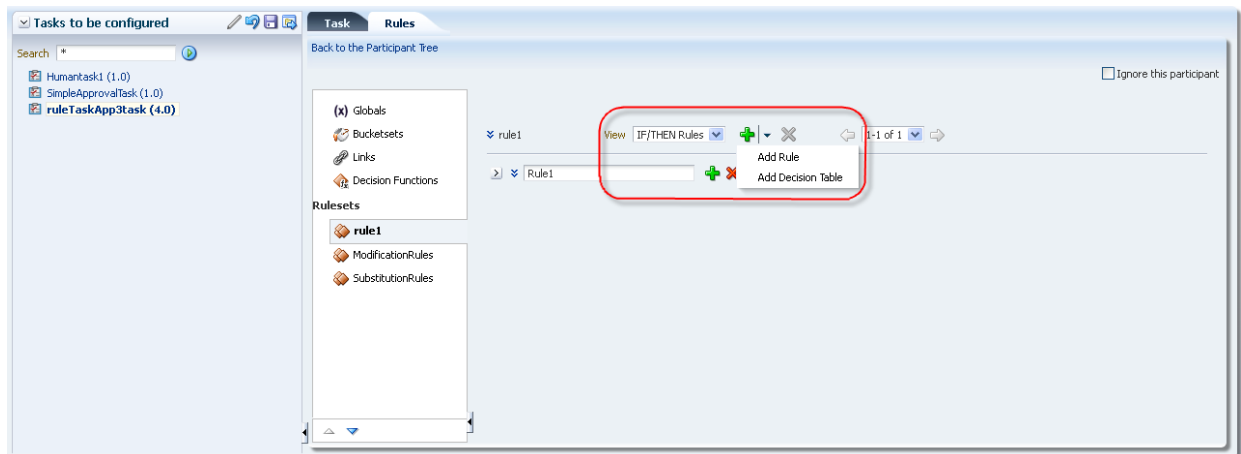 Tasks to be configured
Task Rules
Search *
Back to the Participant Tree
Ignore this participant
Humantask1 (1.0)
SimpleApprovalTask (1.0)
ruleTaskApp3task (4.0)
(x) Globals
Bucketsets
Links
Decision Functions
Rulesets
rule1
ModificationRules
SubstitutionRules
rule1 View IF/THEN Rules 1-1 of 1
Add Rule
Add Decision Table
Rule1